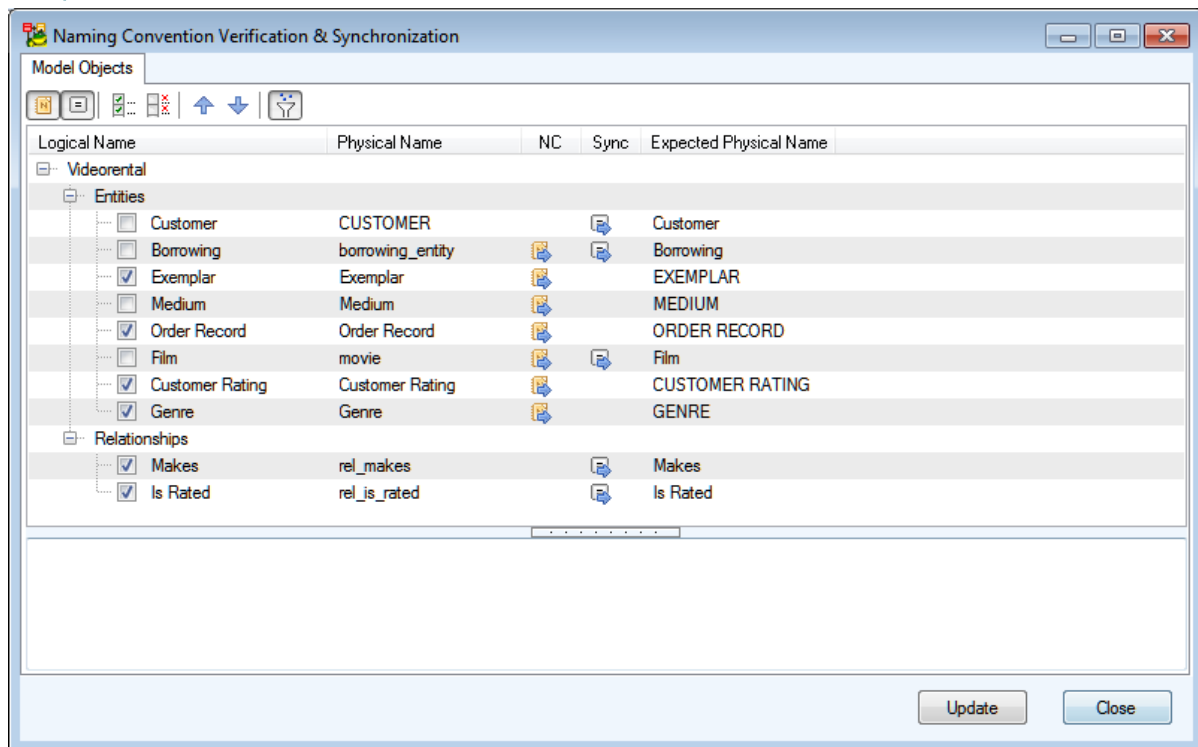 Naming Convention Verification & Synchronization
Model Objects
Logical Name Physical Name NC Sync Expected Physical Name
Videorental
Entities
Customer CUSTOMER Customer
Borrowing borrowing_entity Borrowing
Exemplar Exemplar EXEMPLAR
Medium Medium MEDIUM
Order Record Order Record ORDER RECORD
Film movie Film
Customer Rating Customer Rating CUSTOMER RATING
Genre Genre GENRE
Relationships
Makes rel_makes Makes
Is Rated rel_is_rated Is Rated
Update Close